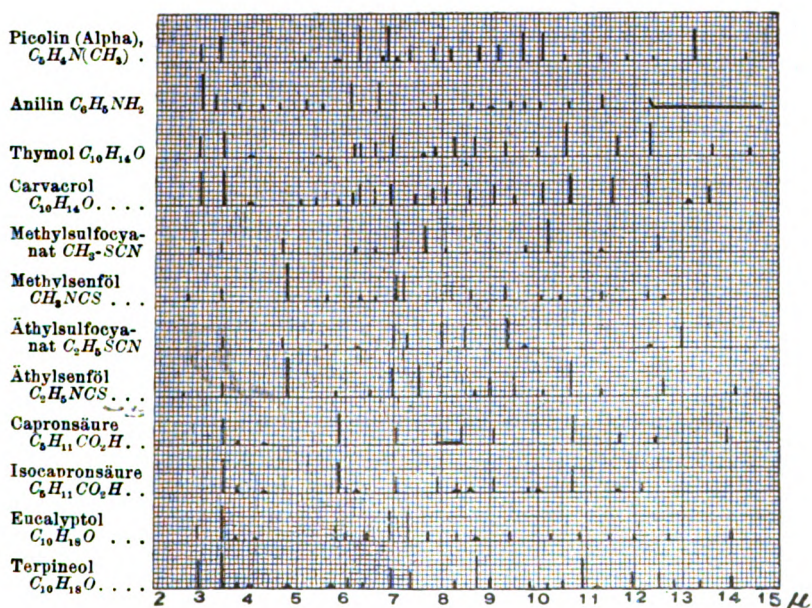 Picolin (Alpha),
C₅H₄N(CH₃) .
Anilin C₆H₅NH₂
Thymol C₁₀H₁₄O
Carvacrol
C₁₀H₁₄O. . . .
Methylsulfocya-
nat CH₃-SCN
Methylsenföl
CH₃NCS . . .
Äthylsulfocya-
nat C₂H₅SCN
Äthylsenföl
C₂H₅NCS. . .
Capronsäure
C₅H₁₁CO₂H. .
Isocapronsäure
C₅H₁₁CO₂H. .
Eucalyptol
C₁₀H₁₈O . . .
Terpineol
C₁₀H₁₈O. . . .
2 3 4 5 6 7 8 9 10 11 12 13 14 15 μ